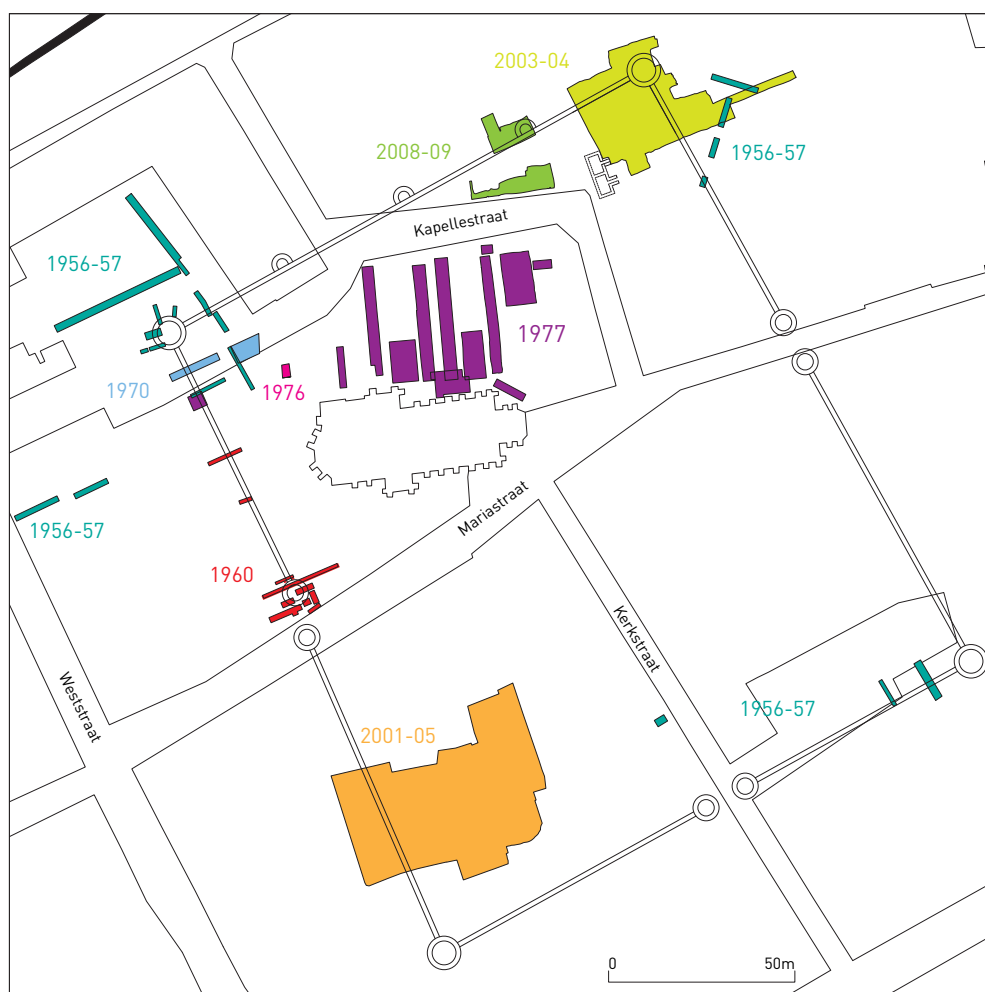 2003-04
2008-09
1956-57
Kapellestraat
1956-57
1977
1970
1976
Mariastraat
1956-57
1960
Kerkstraat
Weststraat
1956-57
2001-05
0 50m